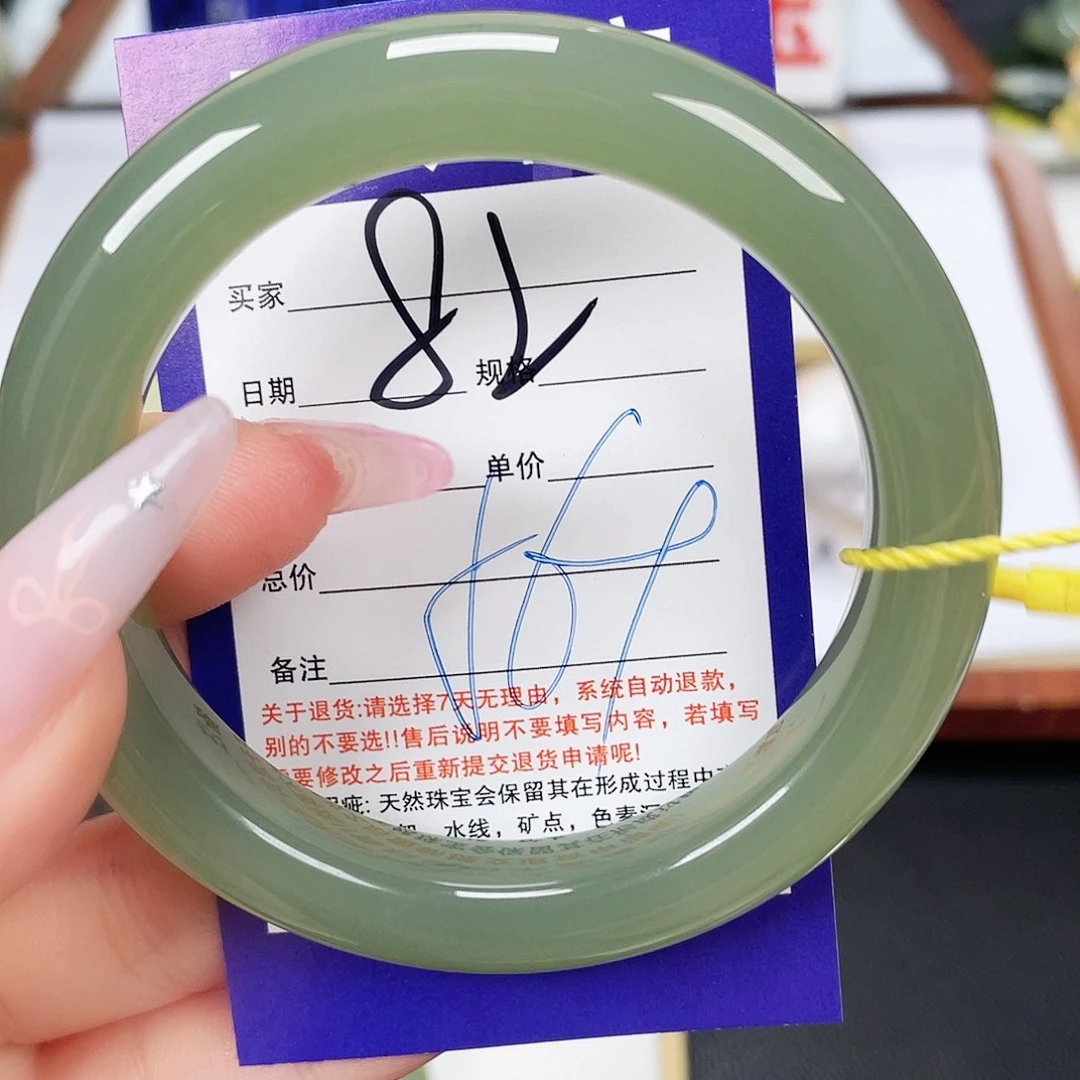 81
买家
日期 规格
单价
总价
备注
关于退货:请选择7天无理由，系统自动退款，
别的不要选!!售后说明不要填写内容，若填写
要修改之后重新提交退货申请呢!
疵: 天然珠宝会保留其在形成过程中
水线，矿点，色素